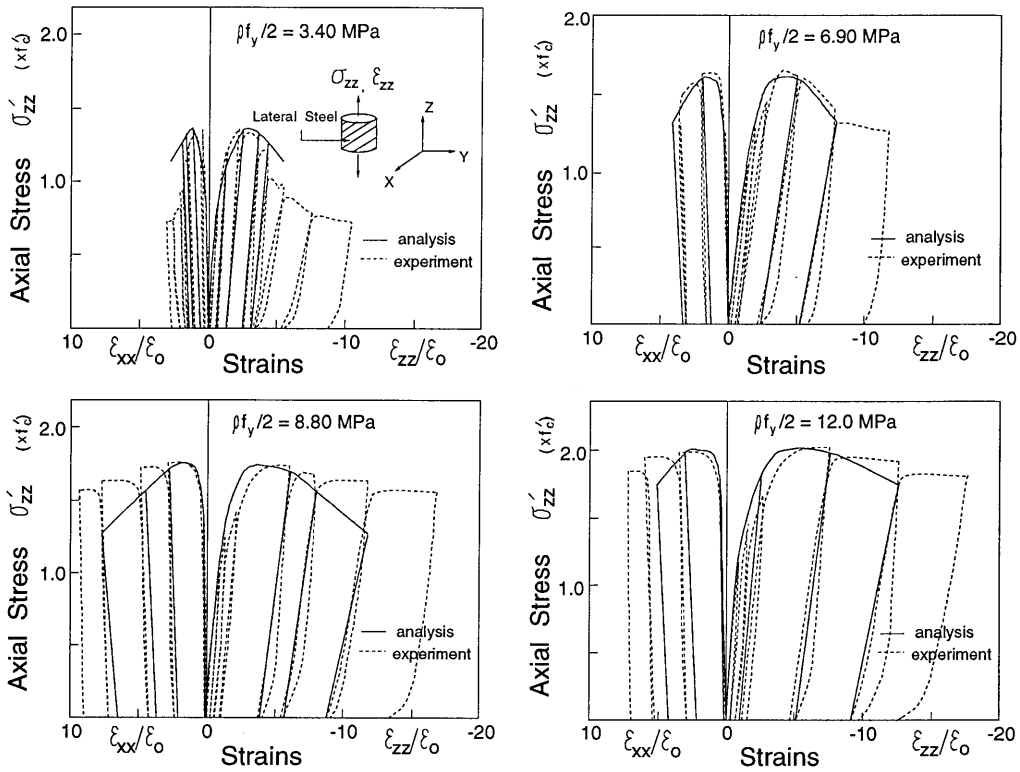 2.0
(xf'c)
ρfy/2 = 3.40 MPa
σzz, εzz
Lateral Steel
Z
Y
X
1.0
Axial Stress σ'zz
analysis
experiment
10
0
-10
-20
εxx/εo
Strains
εzz/εo
2.0
(xf'c)
ρfy/2 = 6.90 MPa
1.0
Axial Stress σ'zz
analysis
experiment
10
0
-10
-20
εxx/εo
Strains
εzz/εo
2.0
(xf'c)
ρfy/2 = 8.80 MPa
1.0
Axial Stress σ'zz
analysis
experiment
10
0
-10
-20
εxx/εo
Strains
εzz/εo
2.0
(xf'c)
ρfy/2 = 12.0 MPa
1.0
Axial Stress σ'zz
analysis
experiment
10
0
-10
-20
εxx/εo
Strains
εzz/εo